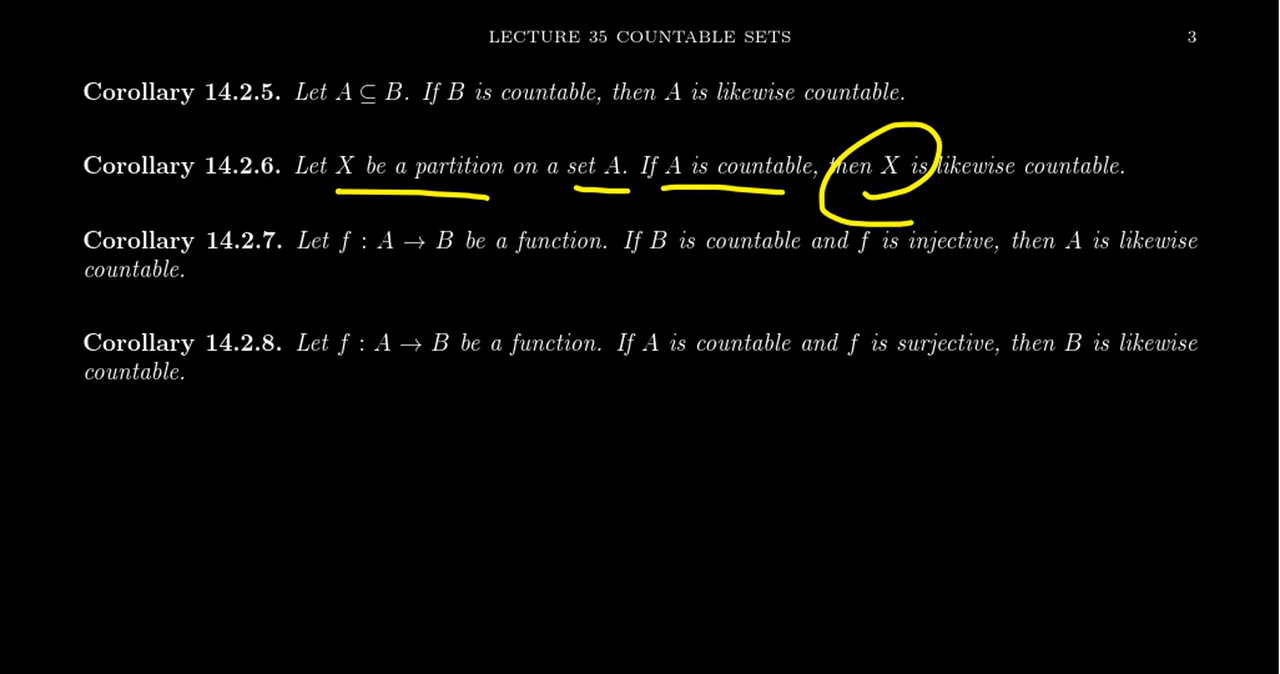 LECTURE 35 COUNTABLE SETS 3
Corollary 14.2.5. Let A ⊆ B. If B is countable, then A is likewise countable.
Corollary 14.2.6. Let X be a partition on a set A. If A is countable, then X is likewise countable.
Corollary 14.2.7. Let f : A → B be a function. If B is countable and f is injective, then A is likewise
countable.
Corollary 14.2.8. Let f : A → B be a function. If A is countable and f is surjective, then B is likewise
countable.